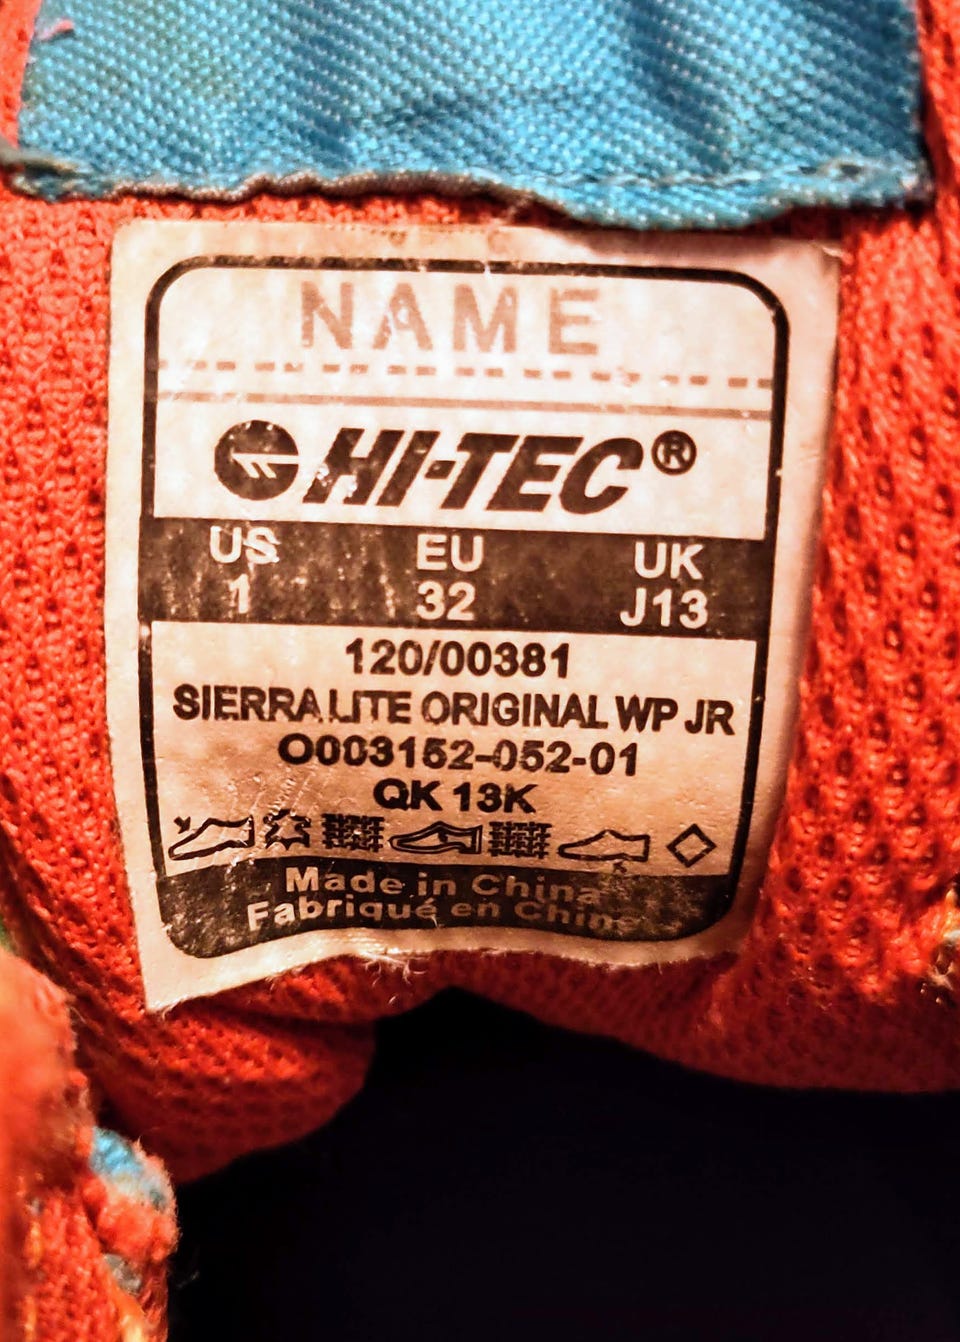 NAME
HI-TEC®
US EU UK
1 32 J13
120/00381
SIERRA LITE ORIGINAL WP JR
O003152-052-01
QK 13K
Made in China
Fabriqué en Chine